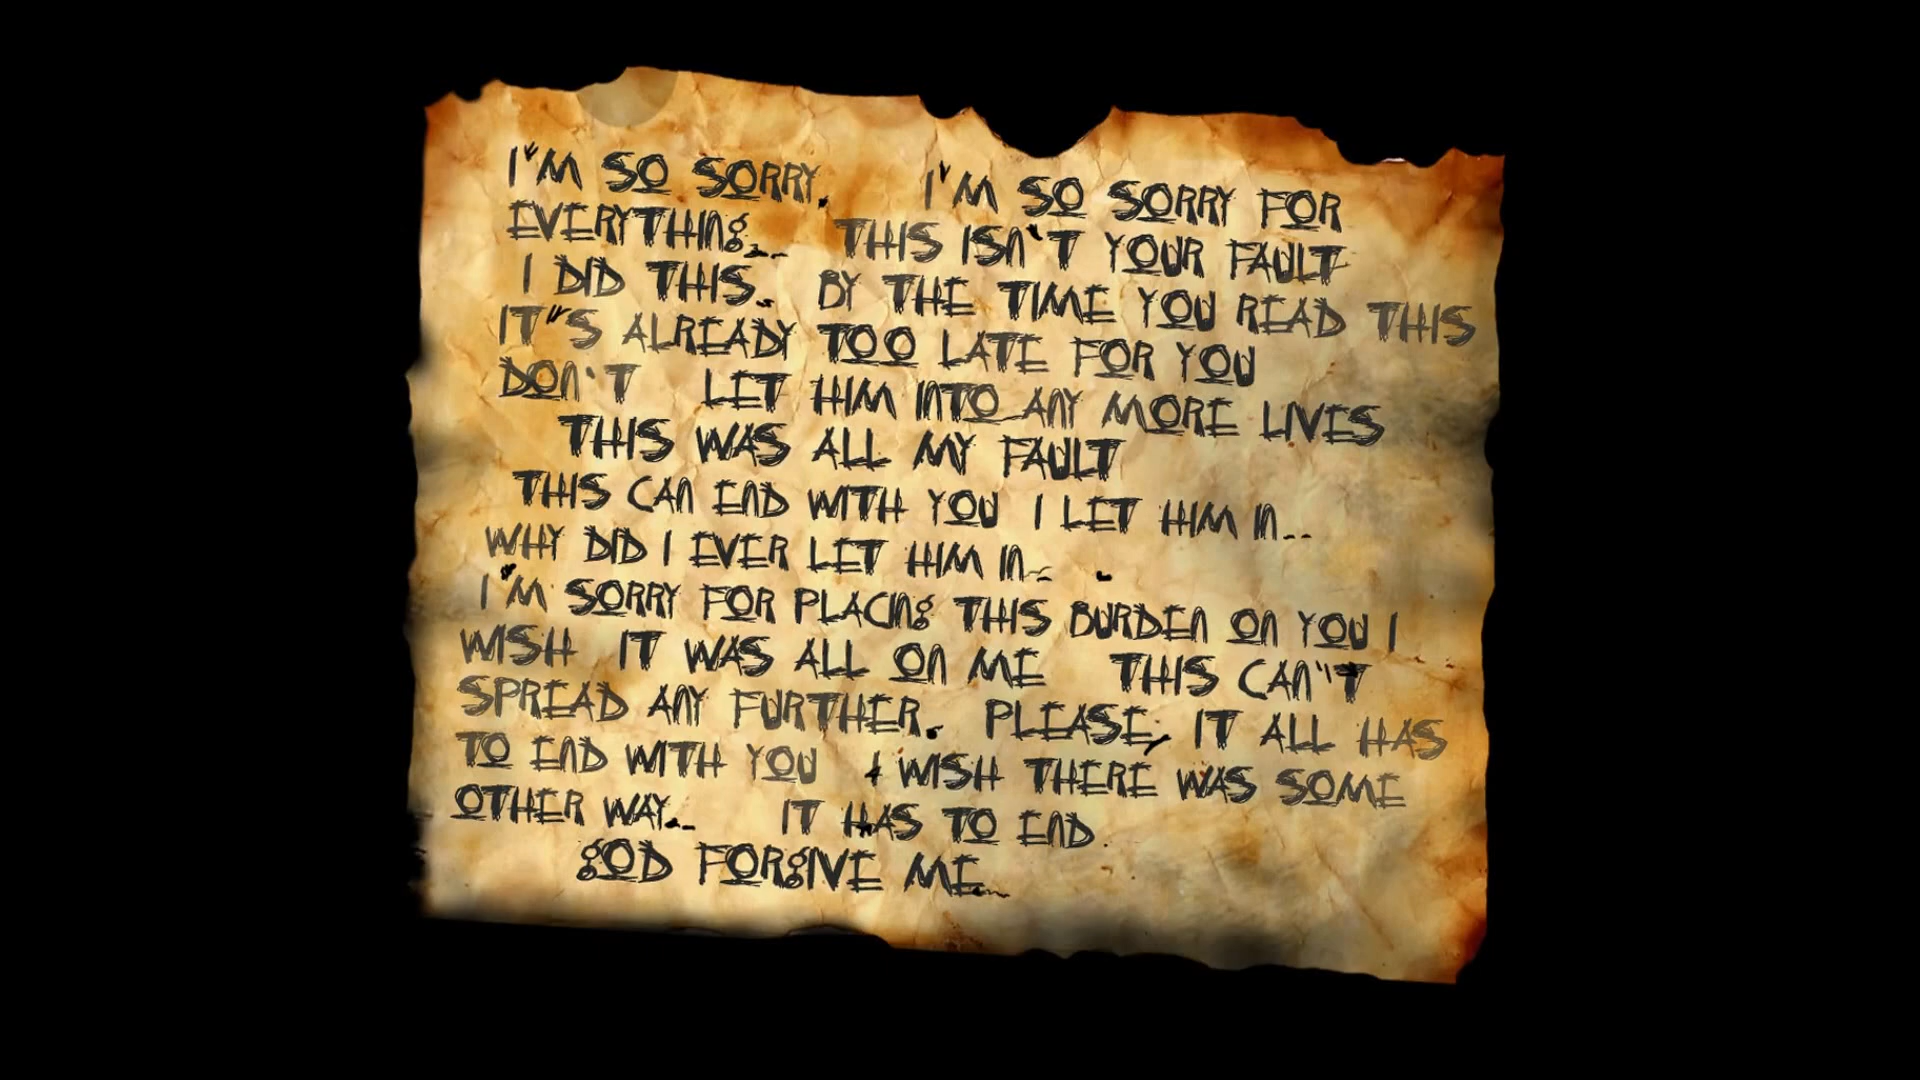 I'M SO SORRY. I'M SO SORRY FOR
EVERYTHING... THIS ISN'T YOUR FAULT
I DID THIS.. BY THE TIME YOU READ THIS
IT"S ALREADY TOO LATE FOR YOU
DON'T LET HIM INTO ANY MORE LIVES
THIS WAS ALL MY FAULT
THIS CAN END WITH YOU I LET HIM IN...
WHY DID I EVER LET HIM IN...
I'M SORRY FOR PLACING THIS BURDEN ON YOU I
WISH IT WAS ALL ON ME THIS CAN"T
SPREAD ANY FURTHER. PLEASE, IT ALL HAS
TO END WITH YOU I WISH THERE WAS SOME
OTHER WAY... IT HAS TO END.
GOD FORGIVE ME...